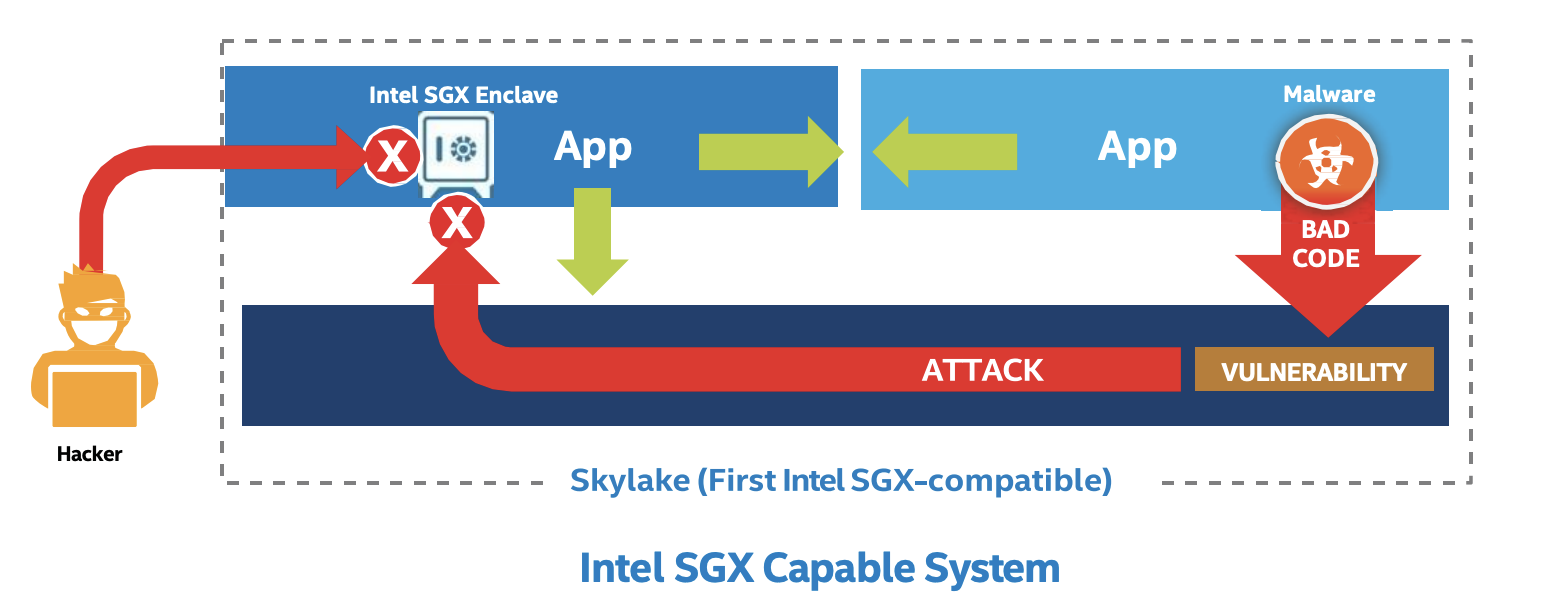 Intel SGX Enclave
Malware
X
App
App
X
BAD
CODE
ATTACK
VULNERABILITY
Hacker
Skylake (First Intel SGX-compatible)
Intel SGX Capable System